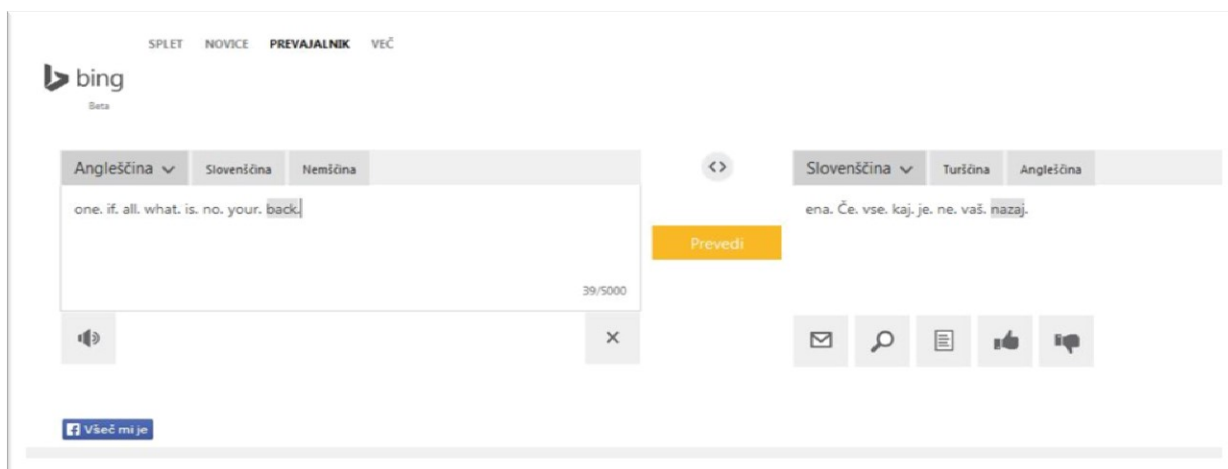 SPLET NOVICE PREVAJALNIK VEČ
bing
Beta
Angleščina Slovenščina Nemščina
Slovenščina Turščina Angleščina
one. if. all. what. is. no. your. back.
ena. Če. vse. kaj. je. ne. vaš. nazaj.
Prevedi
39/5000
Všeč mi je